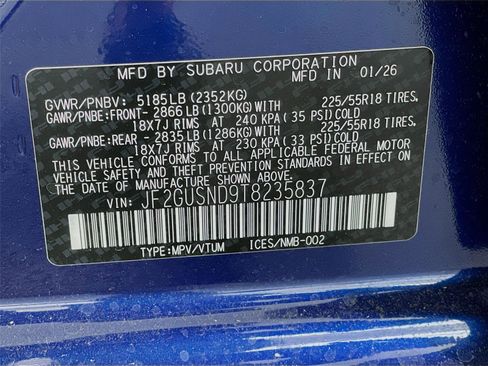 MFD BY SUBARU CORPORATION IN 01/26
GVWR/PNBV: 5185LB (2352KG)
GAWR/PNBE:FRONT- 2866LB (1300KG)WITH 225/55R18 TIRES,
18X7J RIMS AT 240 KPA ( 35 PSI)COLD
GAWR/PNBE:REAR - 2835LB (1286KG)WITH 225/55R18 TIRES,
18X7J RIMS AT 230 KPA ( 33 PSI)COLD
THIS VEHICLE CONFORMS TO ALL APPLICABLE FEDERAL MOTOR
VEHICLE SAFETY, BUMPER, AND THEFT PREVENTION STANDARDS IN
EFFECT ON THE DATE OF MANUFACTURE SHOWN ABOVE.
VIN: JF2GUSND9T8235837
TYPE:MPV/VTUM ICES/NMB-002